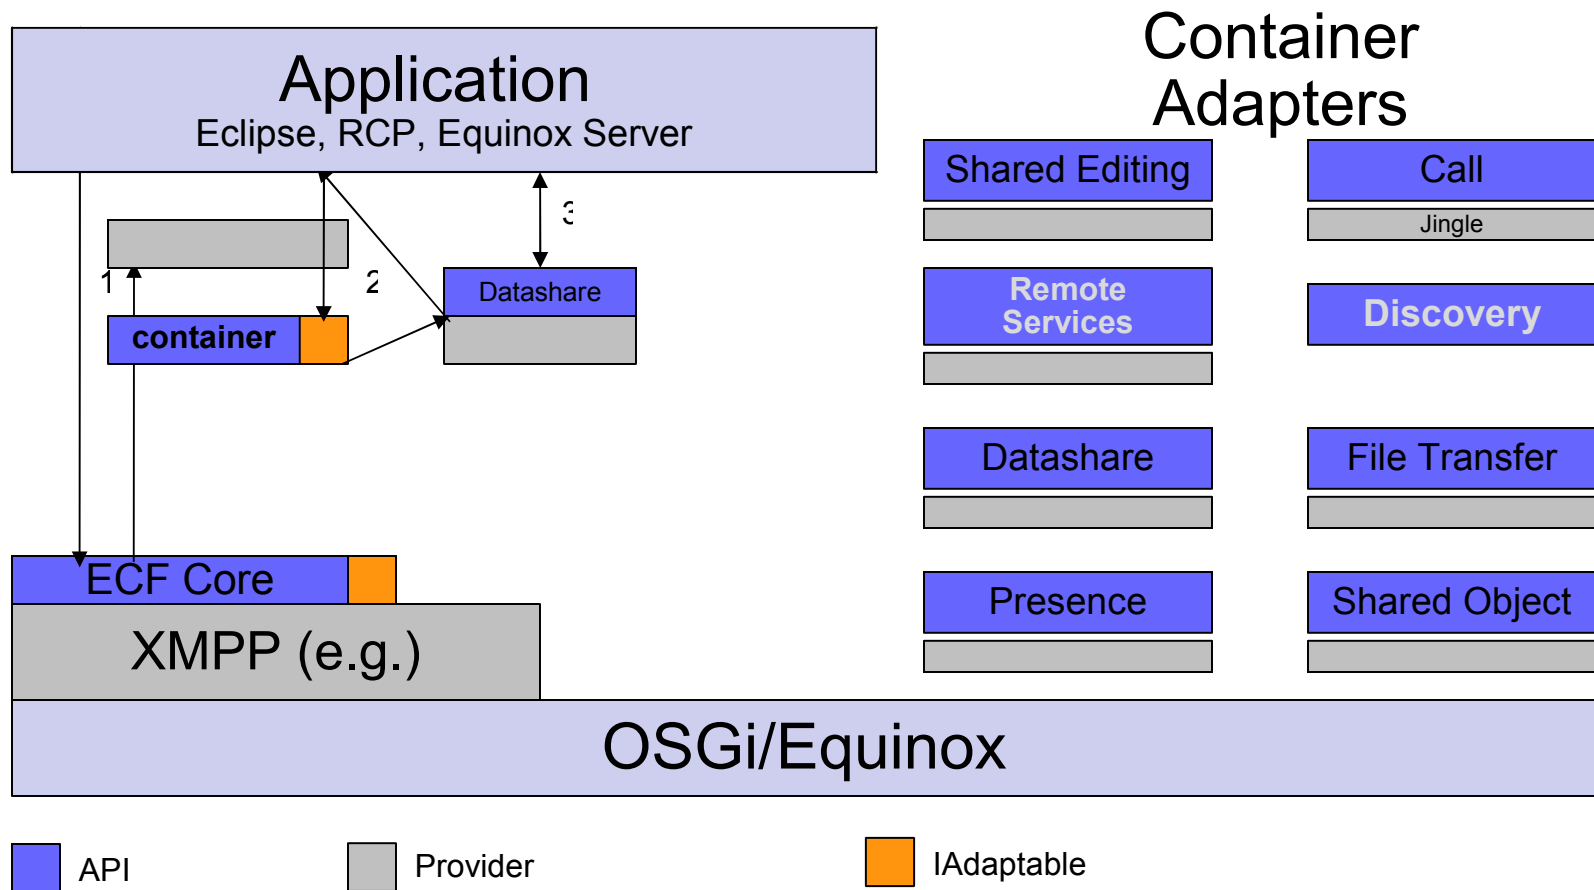 Application
Eclipse, RCP, Equinox Server
Container
Adapters
Shared Editing
Call
Jingle
1
2
3
container
Datashare
Remote
Services
Discovery
Datashare
File Transfer
ECF Core
XMPP (e.g.)
Presence
Shared Object
OSGi/Equinox
API
Provider
IAdaptable